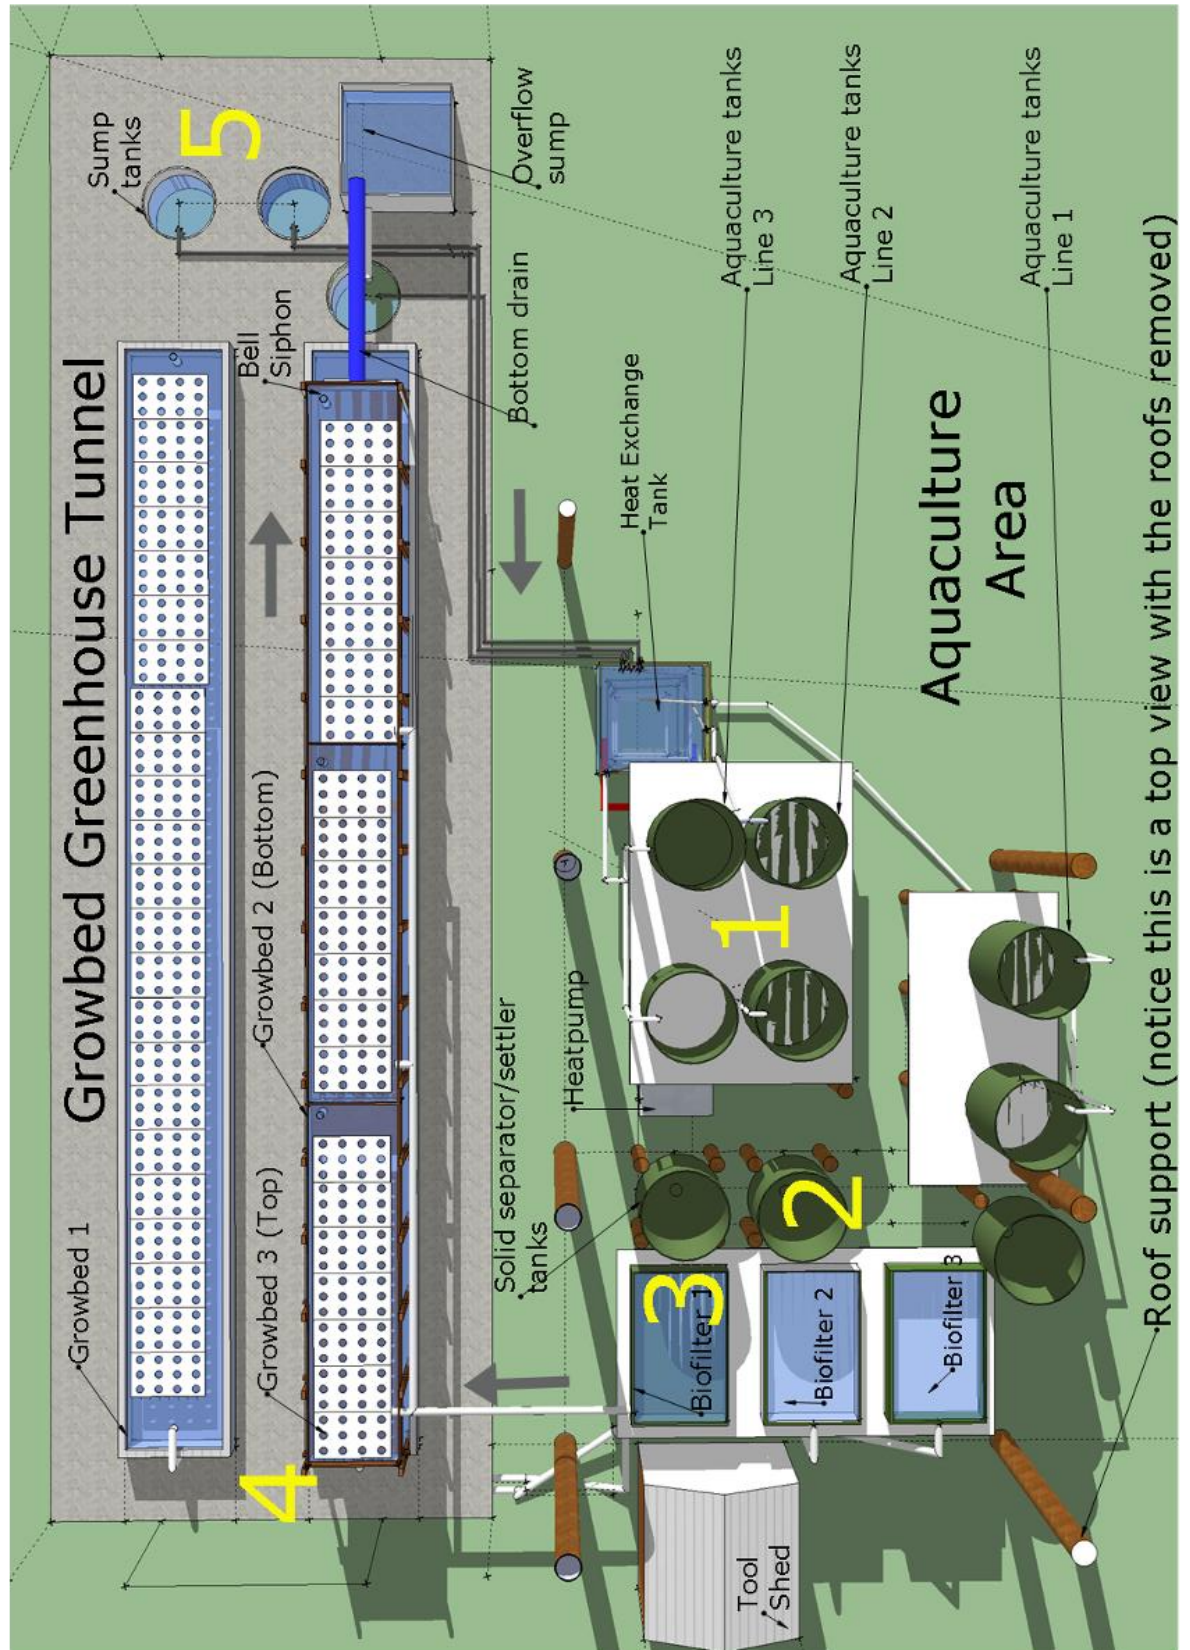 Growbed Greenhouse Tunnel
Growbed 1
Growbed 3 (Top)
Growbed 2 (Bottom)
Bell
Siphon
Sump
tanks
5
4
Overflow
sump
Bottom drain
Heat Exchange
Tank
Heatpump
Solid separator/settler
tanks
3
Biofilter 1
Biofilter 2
Biofilter 3
2
1
Tool
Shed
Aquaculture tanks
Line 3
Aquaculture tanks
Line 2
Aquaculture tanks
Line 1
Aquaculture
Area
Roof support (notice this is a top view with the roofs removed)